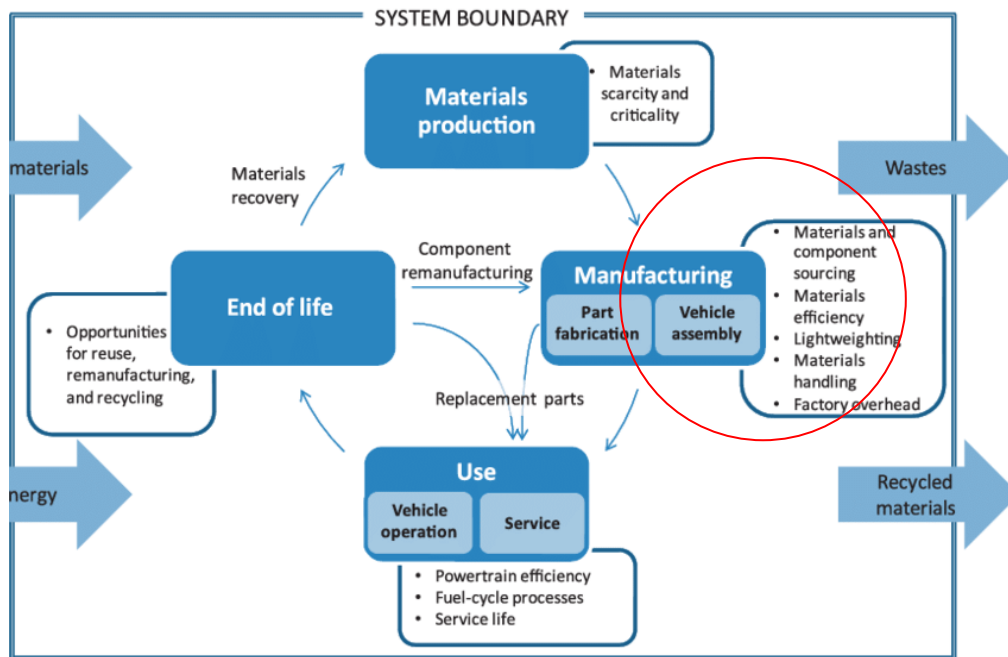 SYSTEM BOUNDARY
Materials
production
• Materials
scarcity and
criticality
materials
Wastes
Materials
recovery
Component
remanufacturing
End of life
Manufacturing
Part
fabrication
Vehicle
assembly
• Materials and
component
sourcing
• Materials
efficiency
• Lightweighting
• Materials
handling
• Factory overhead
• Opportunities
for reuse,
remanufacturing,
and recycling
Replacement parts
Use
Vehicle
operation
Service
nergy
Recycled
materials
• Powertrain efficiency
• Fuel-cycle processes
• Service life